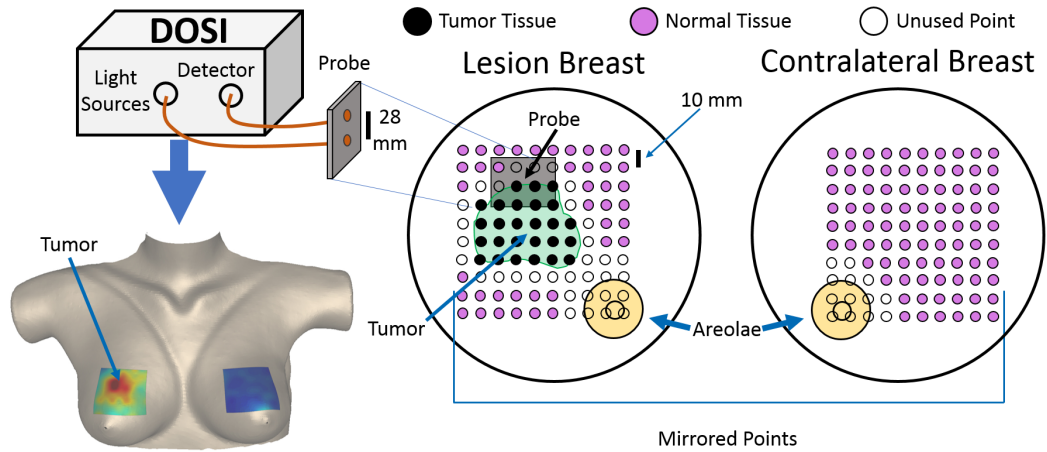 DOSI
Light
Sources
Detector
Probe
28
mm
Tumor
Tumor Tissue
Normal Tissue
Unused Point
Lesion Breast
Contralateral Breast
Probe
10 mm
Tumor
Areolae
Mirrored Points